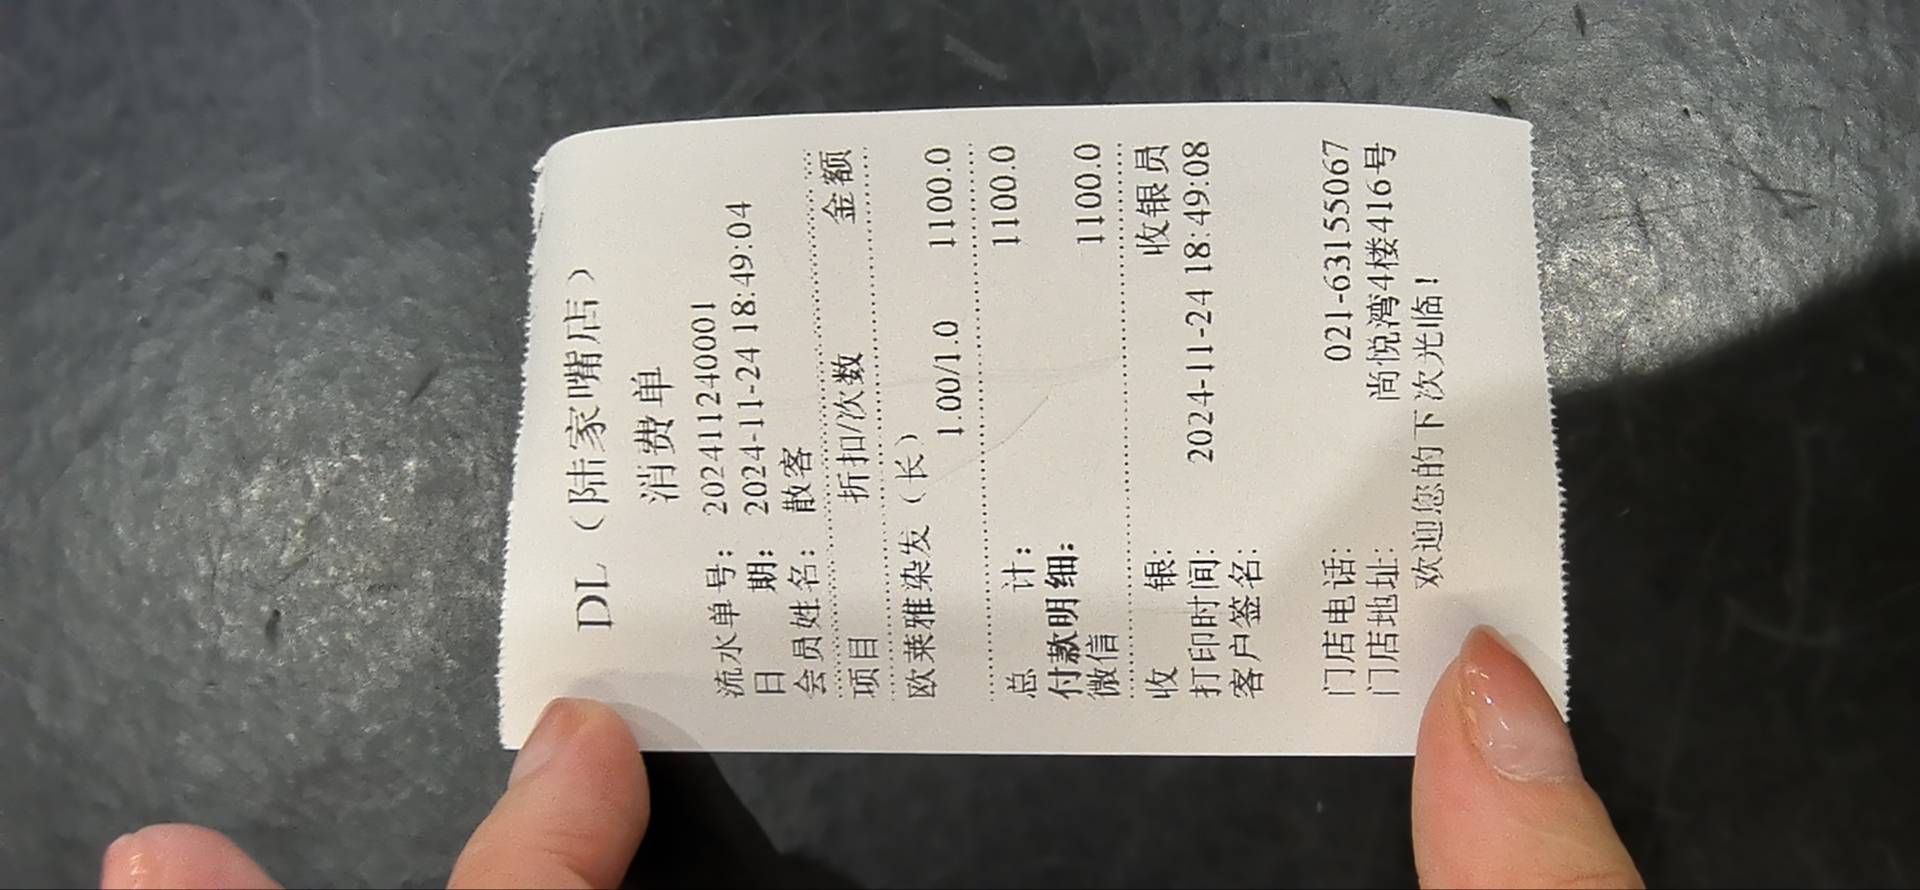 DL（陆家嘴店）
消费单
流水单号：202411240001
日 期：2024-11-24 18:49:04
会员姓名：散客
项目 折扣/次数 金额
欧莱雅染发（长）
1.00/1.0 1100.0
总 计： 1100.0
付款明细：
微信 1100.0
收 银： 收银员
打印时间：2024-11-24 18:49:08
客户签名：
门店电话： 021-63155067
门店地址： 尚悦湾4楼416号
欢迎您的下次光临！